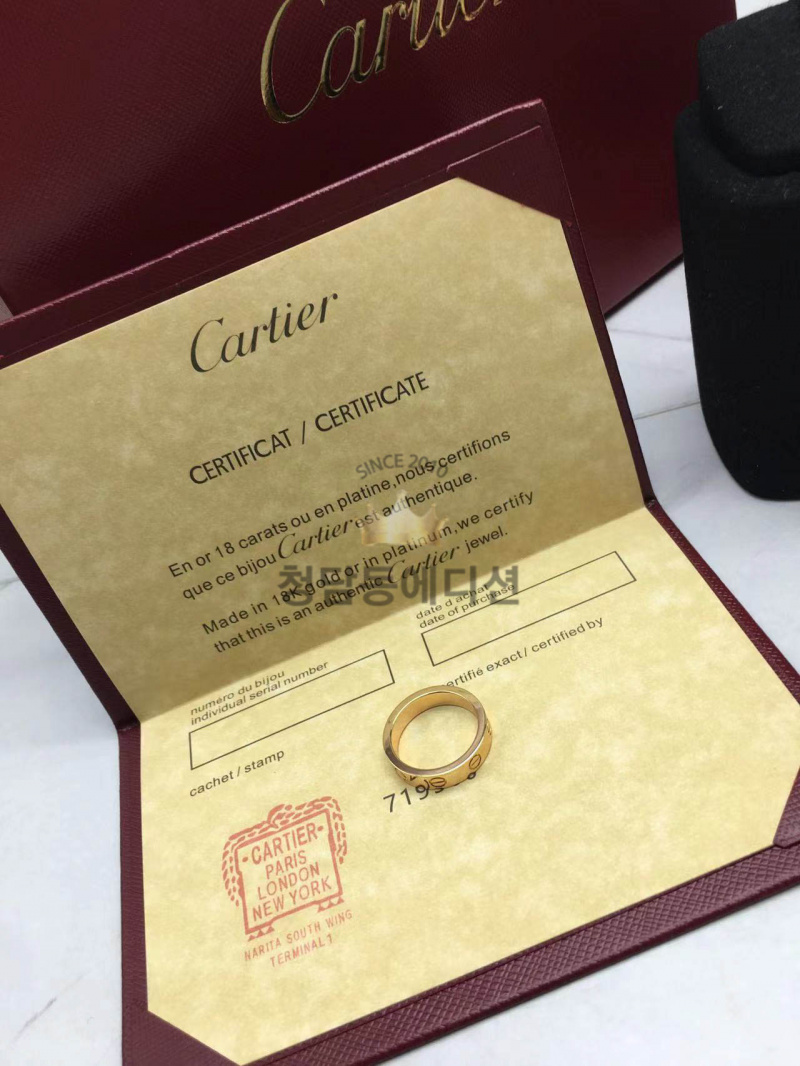 Cartier
Cartier
CERTIFICAT / CERTIFICATE
SINCE 2010
En or 18 carats ou en platine,nous certifions
que ce bijou Cartier est authentique.
Made in 18K gold or in platinum,we certify
that this is an authentic Cartier jewel.
청담동에디션
numéro du bijou
individual serial number
date d achat
date of purchase
certifié exact / certified by
cachet / stamp
CARTIER
PARIS
LONDON
NEW YORK
NARITA SOUTH WING
TERMINAL 1